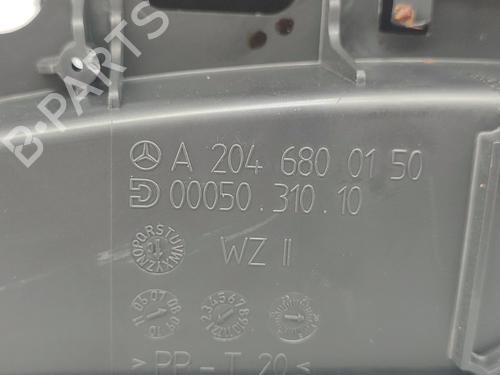 A 204 680 01 50
00050.310.10
WZ II
>PP-T 20<
B-PARTS